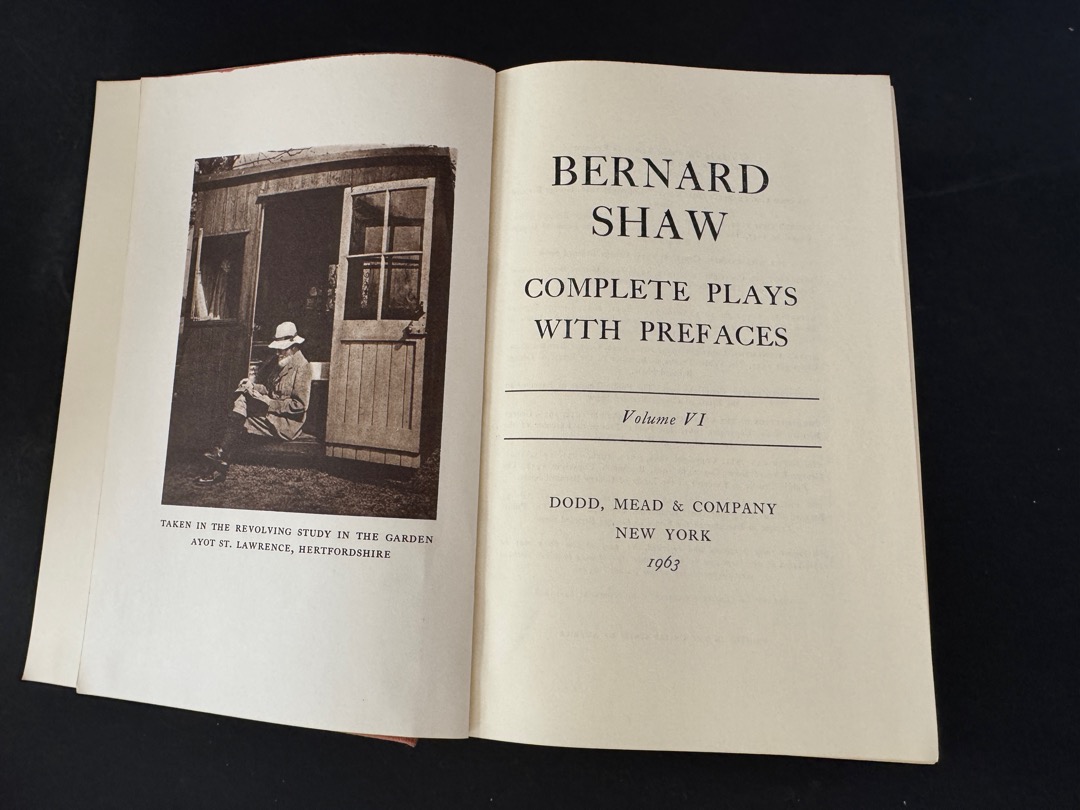 TAKEN IN THE REVOLVING STUDY IN THE GARDEN
AYOT ST. LAWRENCE, HERTFORDSHIRE
BERNARD
SHAW
COMPLETE PLAYS
WITH PREFACES
Volume VI
DODD, MEAD & COMPANY
NEW YORK
1963